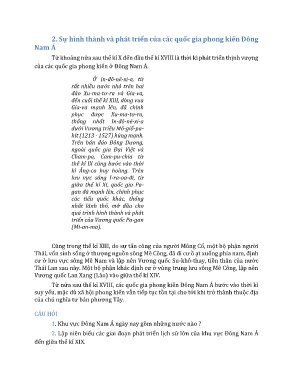 2. Sự hình thành và phát triển của các quốc gia phong kiến Đông
Nam Á
Từ khoảng nửa sau thế kỉ X đến đầu thế kỉ XVIII là thời kì phát triển thịnh vượng
của các quốc gia phong kiến ở Đông Nam Á.
Ở in-đô-nê-xi-a, từ
rất nhiều nước nhỏ trên hai
đảo Xu-ma-tơ-ra và Gia-va,
đến cuối thế kỉ XIII, dòng vua
Gia-va mạnh lên, đã chinh
phục được Xu-ma-tơ-ra,
thống nhất In-đô-nê-xi-a
dưới Vương triều Mô-giô-pa-
hít (1213 - 1527) hùng mạnh.
Trên bán đảo Đông Dương,
ngoài quốc gia Đại Việt và
Cham-pa, Cam-pu-chia từ
thế kỉ IX cũng bước vào thời
kì Ăng-co huy hoàng. Trên
lưu vực sông I-ra-oa-đi, từ
giữa thế kỉ XI, quốc gia Pa-
gan đã mạnh lên, chinh phục
các tiểu quốc khác, thống
nhất lãnh thổ, mở đầu cho
quá trình hình thành và phát
triển của Vương quốc Pa-gan
(Mi-an-ma).
Cũng trong thế kỉ XIII, do sự tấn công của người Mông Cổ, một bộ phận người
Thái, vốn sinh sống ở thượng nguồn sông Mê Công, đã di cư ồ ạt xuống phía nam, định
cư ở lưu vực sông Mê Nam và lập nên Vương quốc Su-khô-thay, tiền thân của nước
Thái Lan sau này. Một bộ phận khác định cư ở vùng trung lưu sông Mê Công, lập nên
Vương quốc Lan Xang (Lào) vào giữa thế kỉ XIV.
Từ nửa sau thế kỉ XVIII, các quốc gia phong kiến Đông Nam Á bước vào thời kì
suy yếu, mặc dù xã hội phong kiến vẫn tiếp tục tồn tại cho tới khi trở thành thuộc địa
của chủ nghĩa tư bản phương Tây.
CÂU HỎI
1. Khu vực Đông Nam Á ngày nay gồm những nước nào ?
2. Lập niên biểu các giai đoạn phát triển lịch sử lớn của khu vực Đông Nam Á
đến giữa thế kỉ XIX.